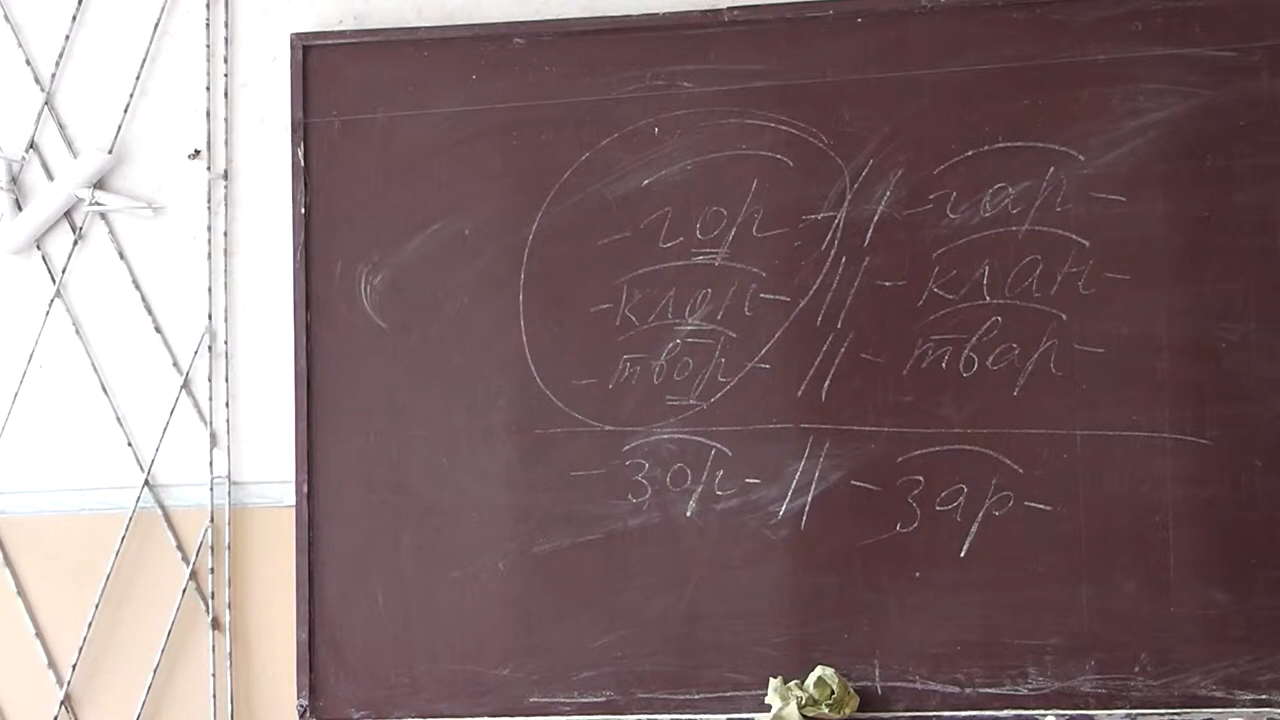 -гор- // -гар-
-клон- // -клан-
-твор- // -твар-
-зор- // -зар-